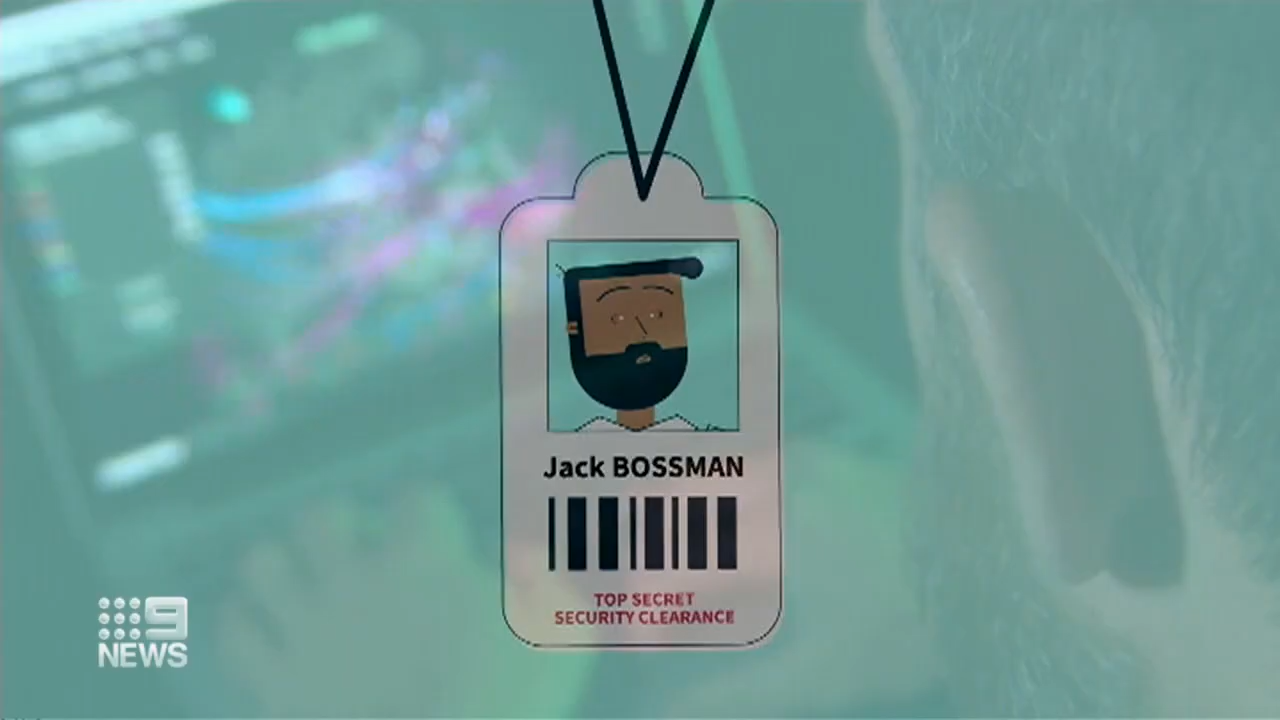 Jack BOSSMAN
TOP SECRET
SECURITY CLEARANCE
9
NEWS